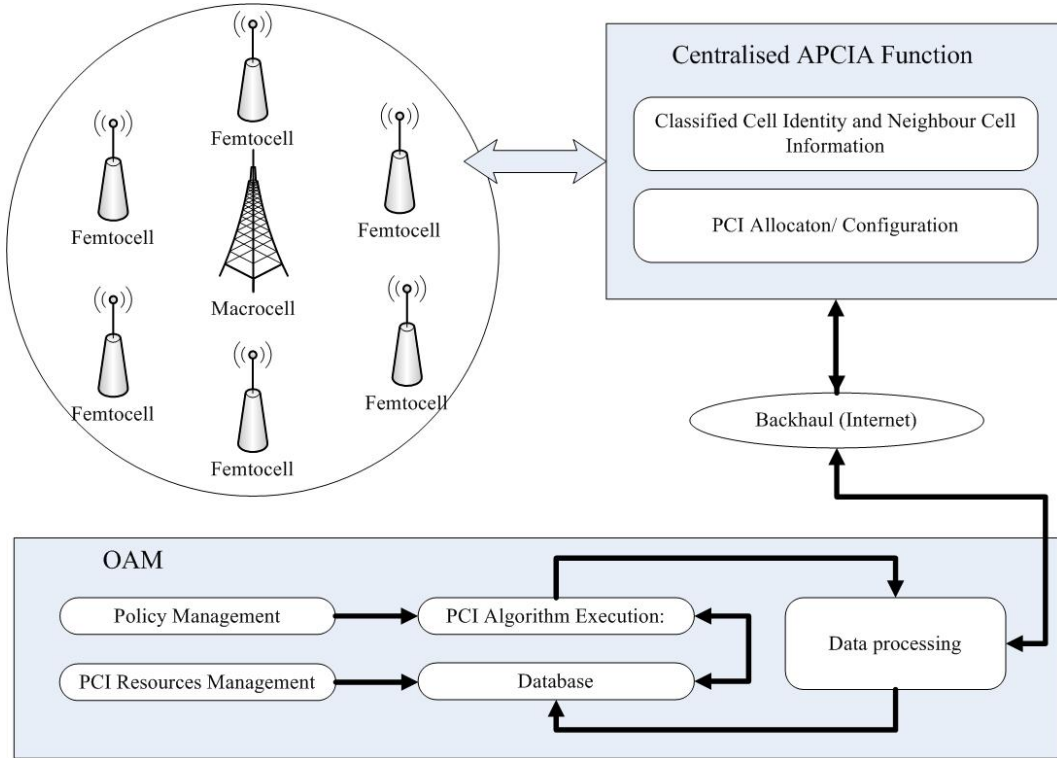 Femtocell
Femtocell
Femtocell
Macrocell
Femtocell
Femtocell
Femtocell
Centralised APCIA Function
Classified Cell Identity and Neighbour Cell
Information
PCI Allocaton/ Configuration
Backhaul (Internet)
OAM
Policy Management
PCI Algorithm Execution:
Data processing
PCI Resources Management
Database